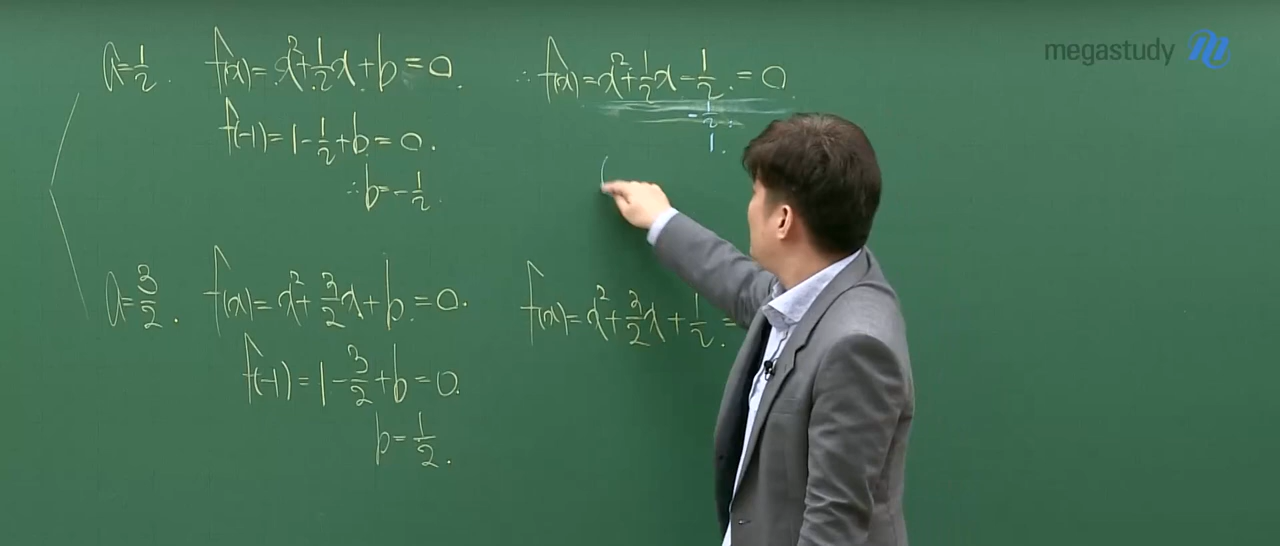 megastudy
a=1/2. f(x)=x²+1/2x+b=0.
f(-1)=1-1/2+b=0.
∴b=-1/2.
a=3/2. f(x)=x²+3/2x+b=0.
f(-1)=1-3/2+b=0.
b=1/2.
∴f(x)=x²+1/2x-1/2.=0.
-1/2.
1.
f(x)=x²+3/2x+1/2.=